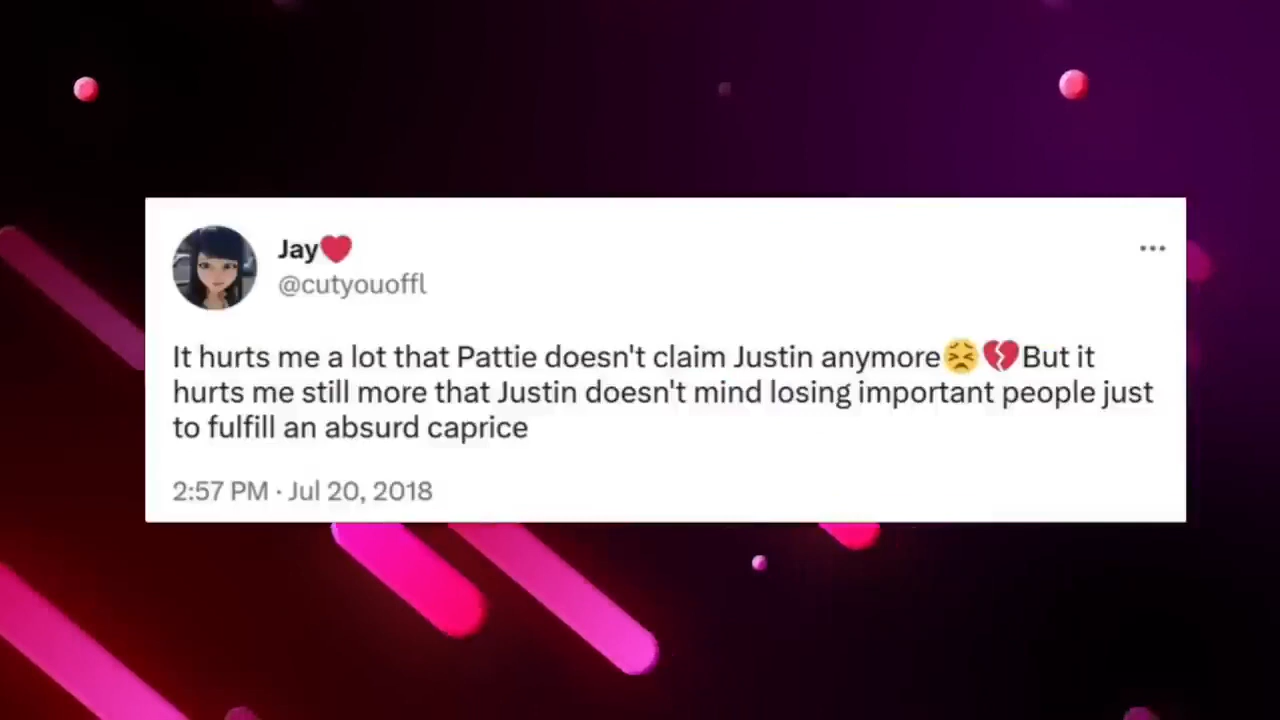 Jay❤️
@cutyouoffl
It hurts me a lot that Pattie doesn't claim Justin anymore😣💔But it
hurts me still more that Justin doesn't mind losing important people just
to fulfill an absurd caprice
2:57 PM · Jul 20, 2018